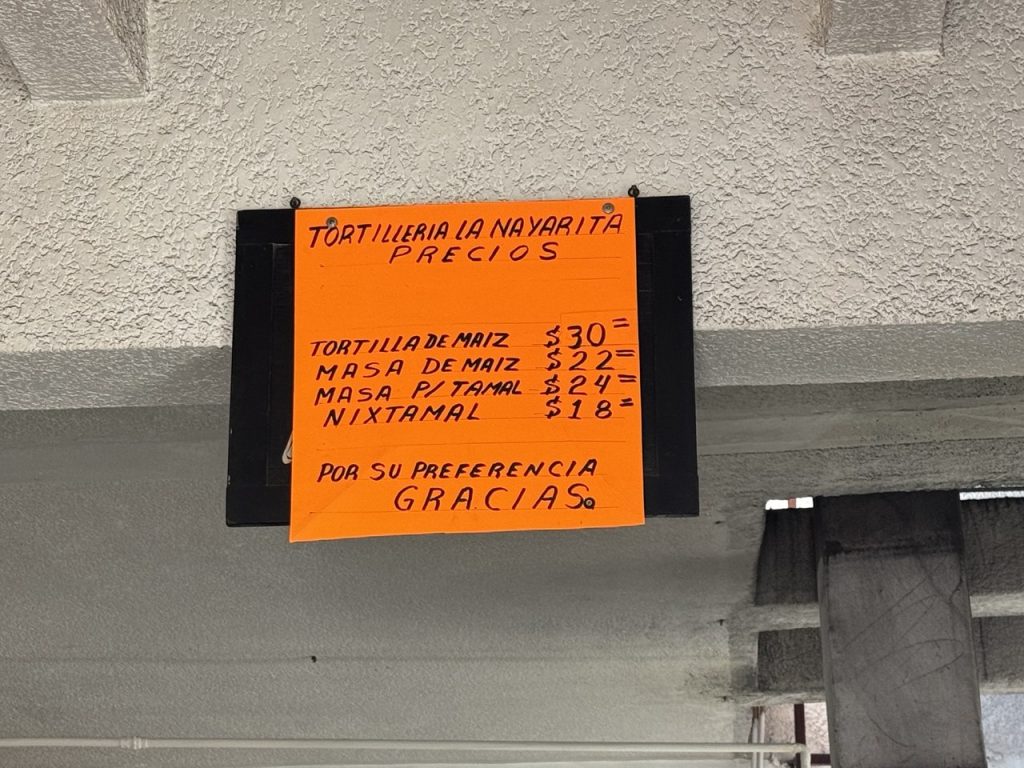 TORTILLERIA LA NAYARITA
PRECIOS
TORTILLA DE MAIZ $30=
MASA DE MAIZ $22=
MASA P/ TAMAL $24=
NIXTAMAL $18=
POR SU PREFERENCIA
GRACIAS.